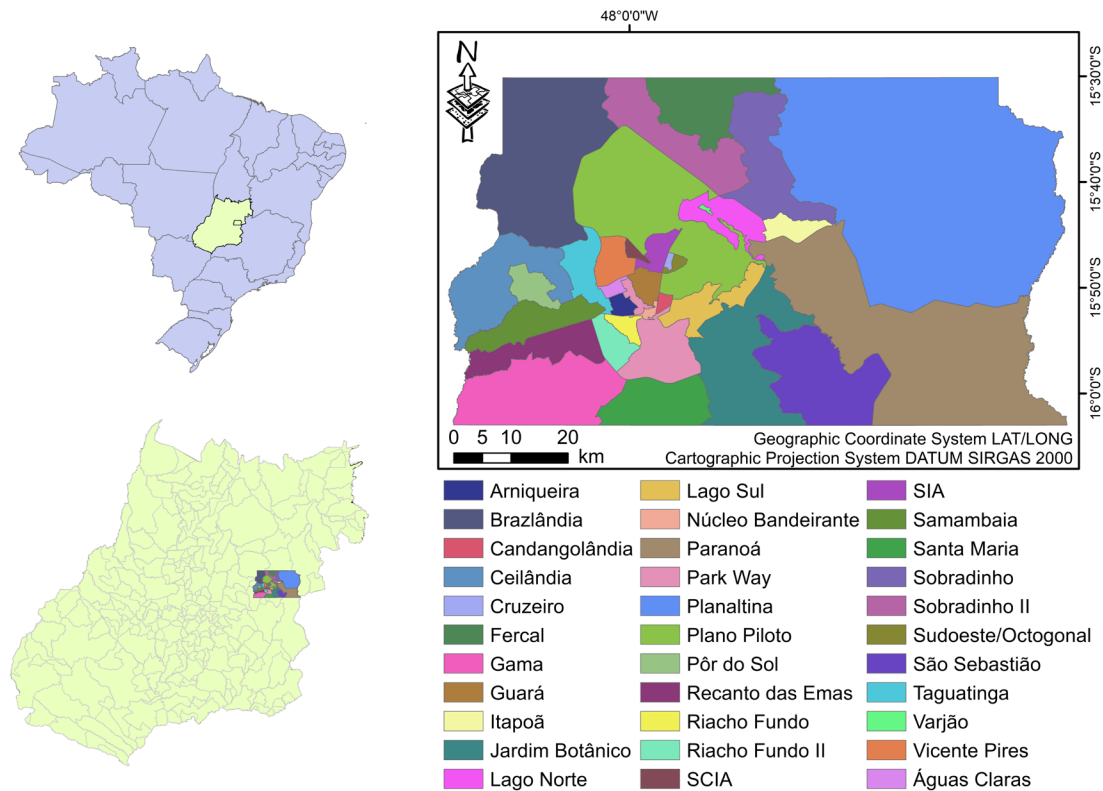 48°0'0"W
N
15°30'0"S
15°40'0"S
15°50'0"S
16°0'0"S
0 5 10 20
km
Geographic Coordinate System LAT/LONG
Cartographic Projection System DATUM SIRGAS 2000
Arniqueira
Brazlândia
Candangolândia
Ceilândia
Cruzeiro
Fercal
Gama
Guará
Itapoã
Jardim Botânico
Lago Norte
Lago Sul
Núcleo Bandeirante
Paranoá
Park Way
Planaltina
Plano Piloto
Pôr do Sol
Recanto das Emas
Riacho Fundo
Riacho Fundo II
SCIA
SIA
Samambaia
Santa Maria
Sobradinho
Sobradinho II
Sudoeste/Octogonal
São Sebastião
Taguatinga
Varjão
Vicente Pires
Águas Claras